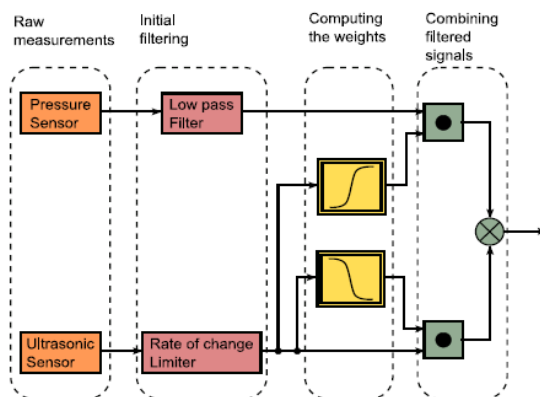 Raw
measurements
Initial
filtering
Computing
the weights
Combining
filtered
signals
Pressure
Sensor
Low pass
Filter
Ultrasonic
Sensor
Rate of change
Limiter